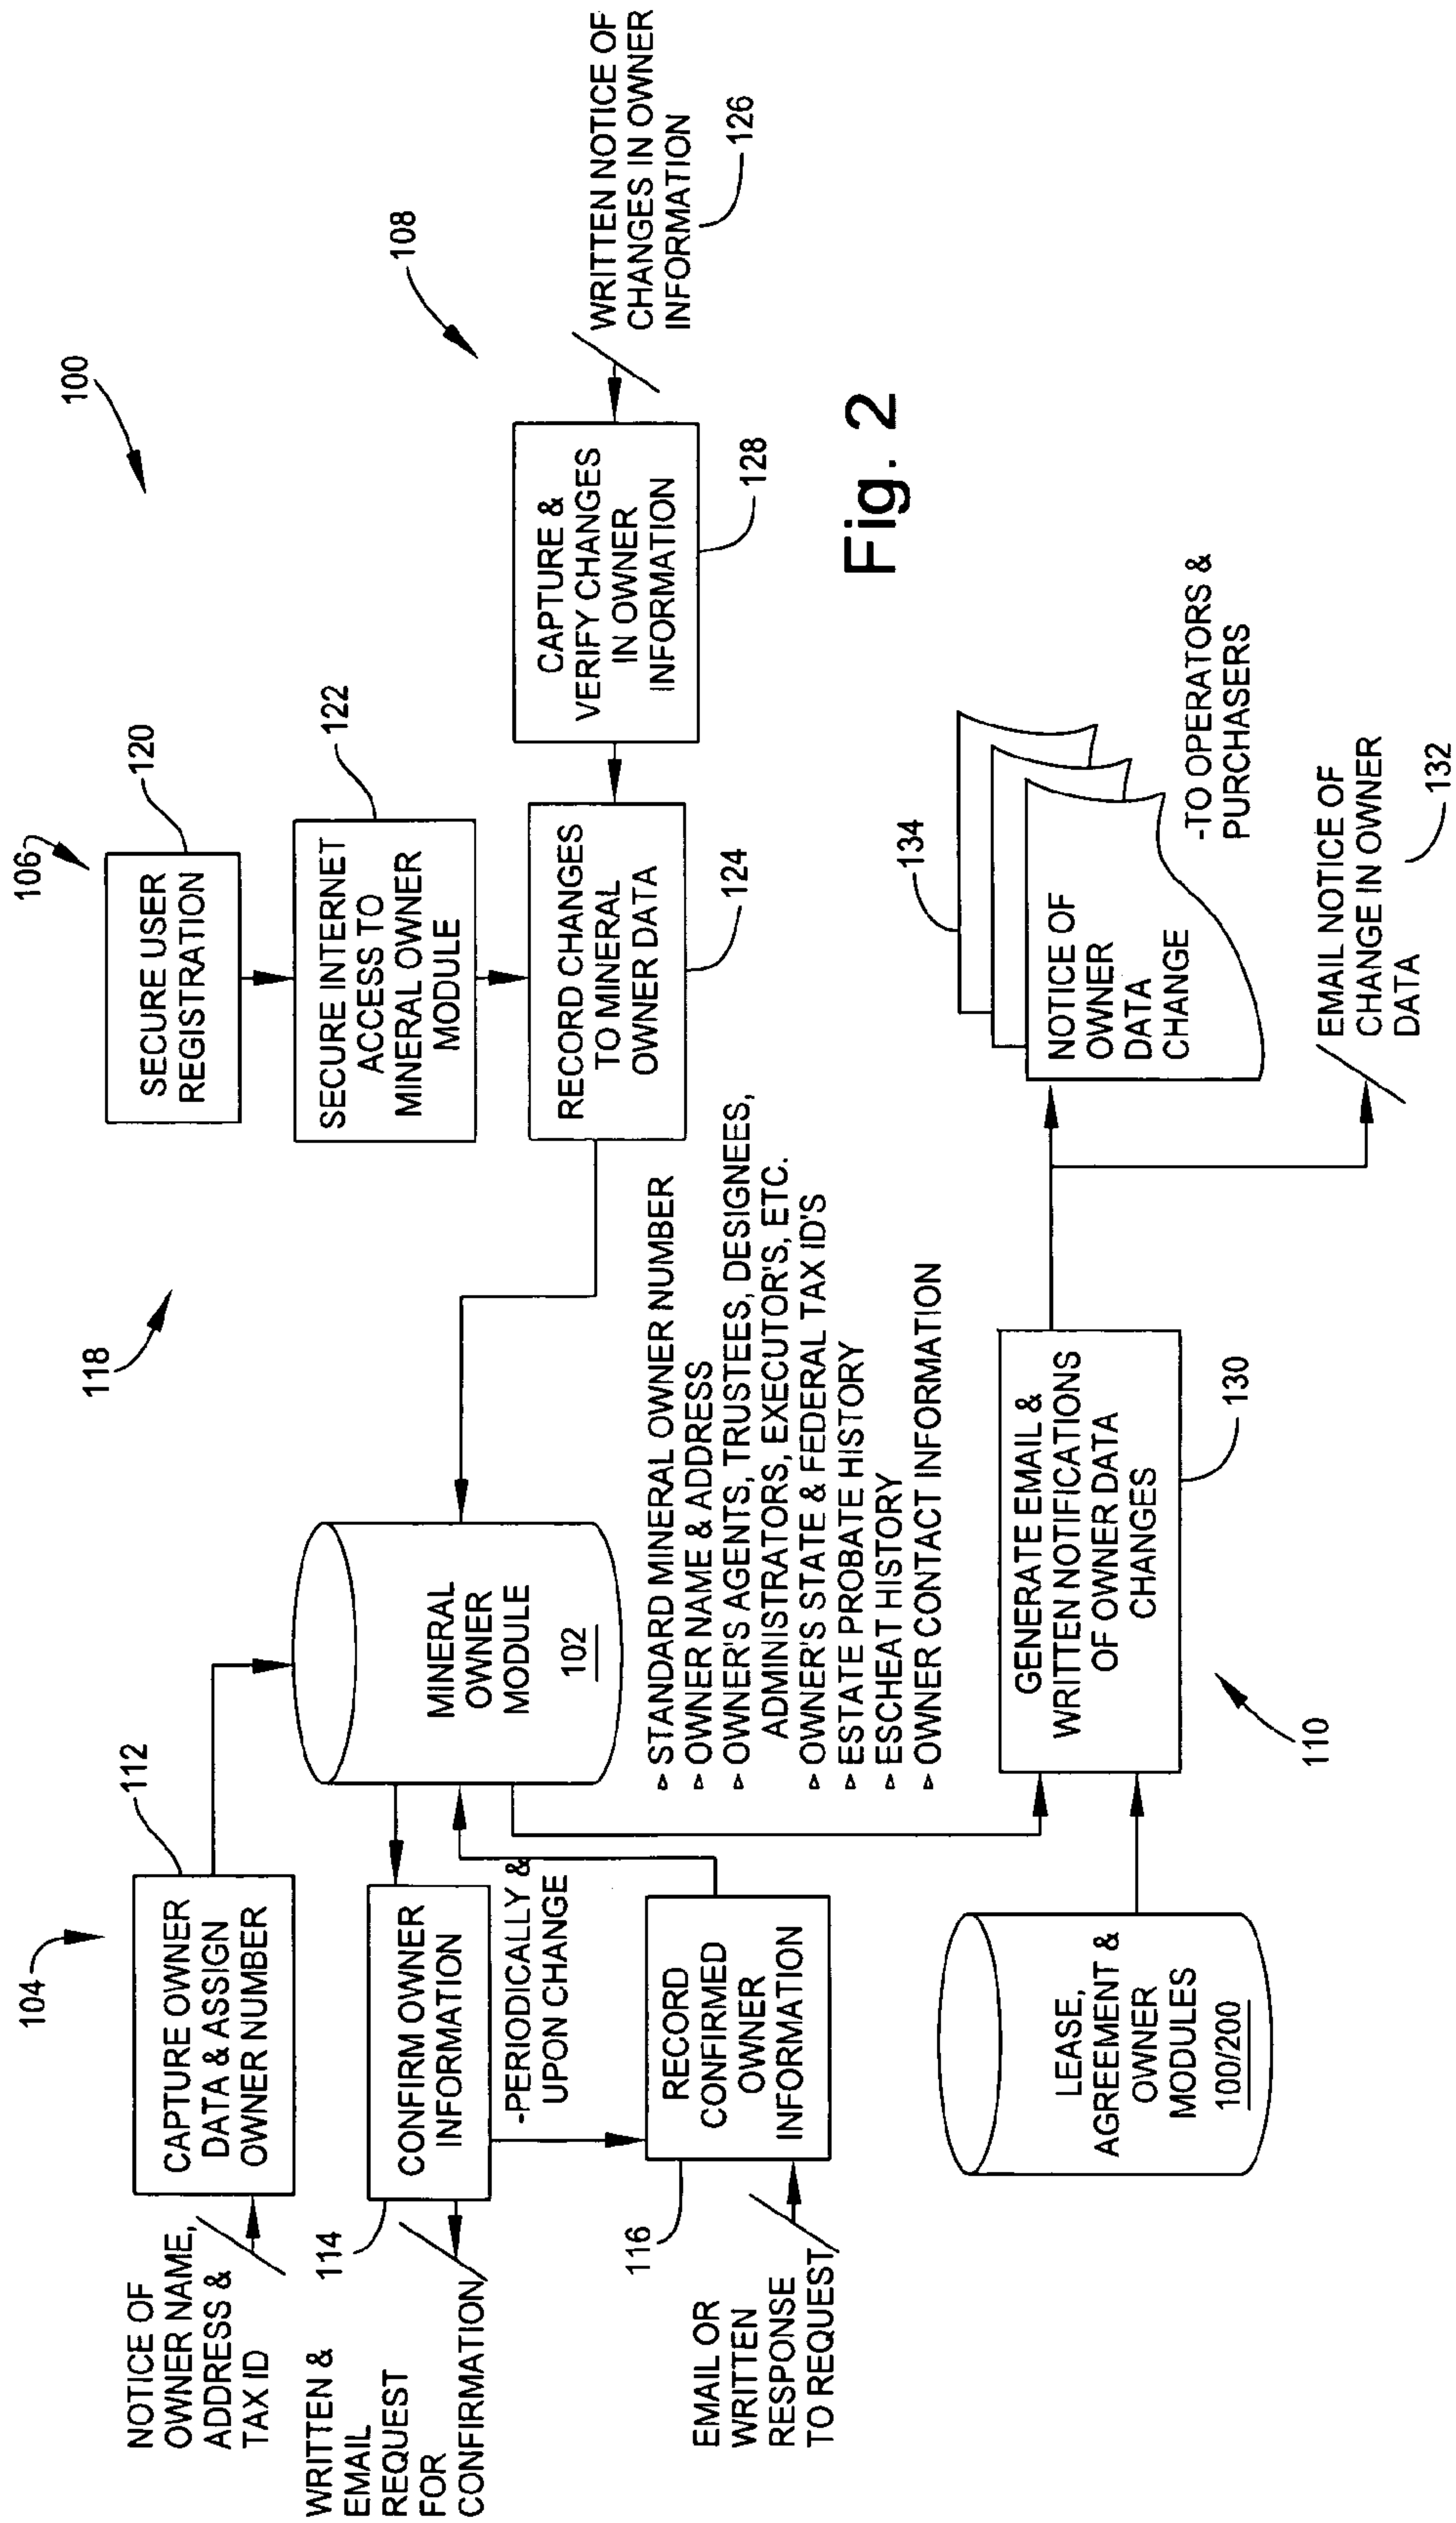 100
118
104
112
NOTICE OF
OWNER NAME,
ADDRESS &
TAX ID
CAPTURE OWNER
DATA & ASSIGN
OWNER NUMBER
106
SECURE USER
REGISTRATION
120
SECURE INTERNET
ACCESS TO
MINERAL OWNER
MODULE
122
WRITTEN &
EMAIL
REQUEST
FOR
CONFIRMATION
114
CONFIRM OWNER
INFORMATION
-PERIODICALLY &
UPON CHANGE
MINERAL
OWNER
MODULE
102
RECORD CHANGES
TO MINERAL
OWNER DATA
124
108
CAPTURE &
VERIFY CHANGES
IN OWNER
INFORMATION
128
WRITTEN NOTICE OF
CHANGES IN OWNER
INFORMATION
126
EMAIL OR
WRITTEN
RESPONSE
TO REQUEST
116
RECORD
CONFIRMED
OWNER
INFORMATION
▹ STANDARD MINERAL OWNER NUMBER
▹ OWNER NAME & ADDRESS
▹ OWNER'S AGENTS, TRUSTEES, DESIGNEES,
ADMINISTRATORS, EXECUTOR'S, ETC.
▹ OWNER'S STATE & FEDERAL TAX ID'S
▹ ESTATE PROBATE HISTORY
▹ ESCHEAT HISTORY
▹ OWNER CONTACT INFORMATION
LEASE,
AGREEMENT &
OWNER
MODULES
100/200
GENERATE EMAIL &
WRITTEN NOTIFICATIONS
OF OWNER DATA
CHANGES
130
110
134
NOTICE OF
OWNER
DATA
CHANGE
-TO OPERATORS &
PURCHASERS
EMAIL NOTICE OF
CHANGE IN OWNER
DATA
132
Fig. 2